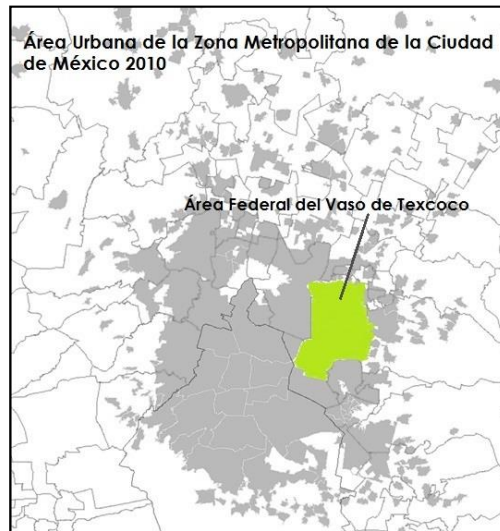 Área Urbana de la Zona Metropolitana de la Ciudad
de México 2010
Área Federal del Vaso de Texcoco